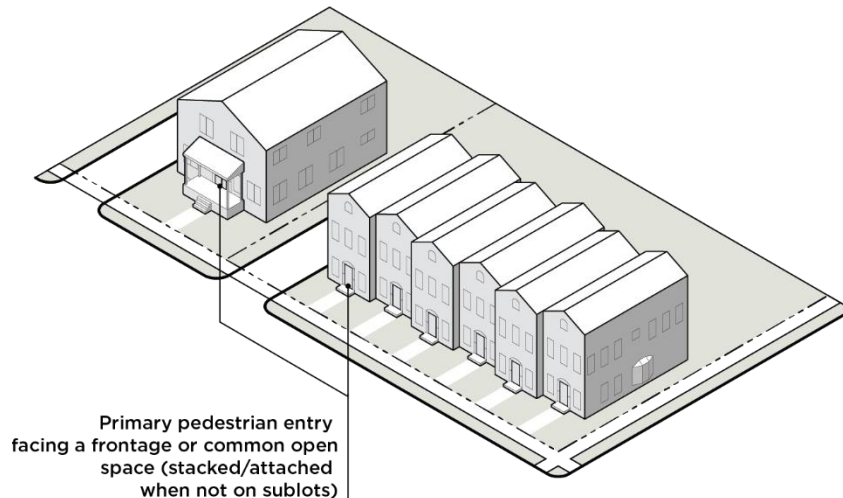 Primary pedestrian entry
facing a frontage or common open
space (stacked/attached
when not on sublots)